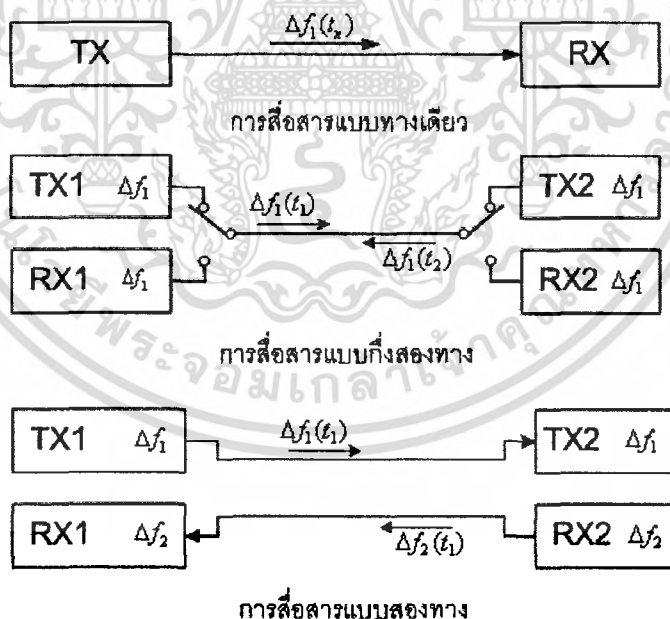 Δf₁(tₓ)
TX RX
การสื่อสารแบบทางเดียว
TX1 Δf₁ Δf₁(t₁) TX2 Δf₁
RX1 Δf₁ Δf₁(t₂) RX2 Δf₁
การสื่อสารแบบกึ่งสองทาง
TX1 Δf₁ Δf₁(t₁) TX2 Δf₁
RX1 Δf₂ Δf₂(t₁) RX2 Δf₂
การสื่อสารแบบสองทาง